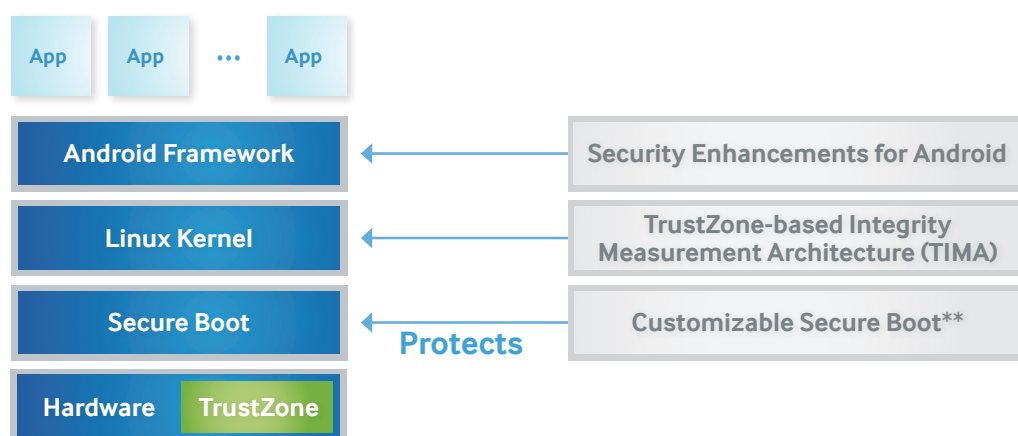 App App ... App
Android Framework
Security Enhancements for Android
Linux Kernel
TrustZone-based Integrity
Measurement Architecture (TIMA)
Secure Boot
Protects
Customizable Secure Boot**
Hardware TrustZone